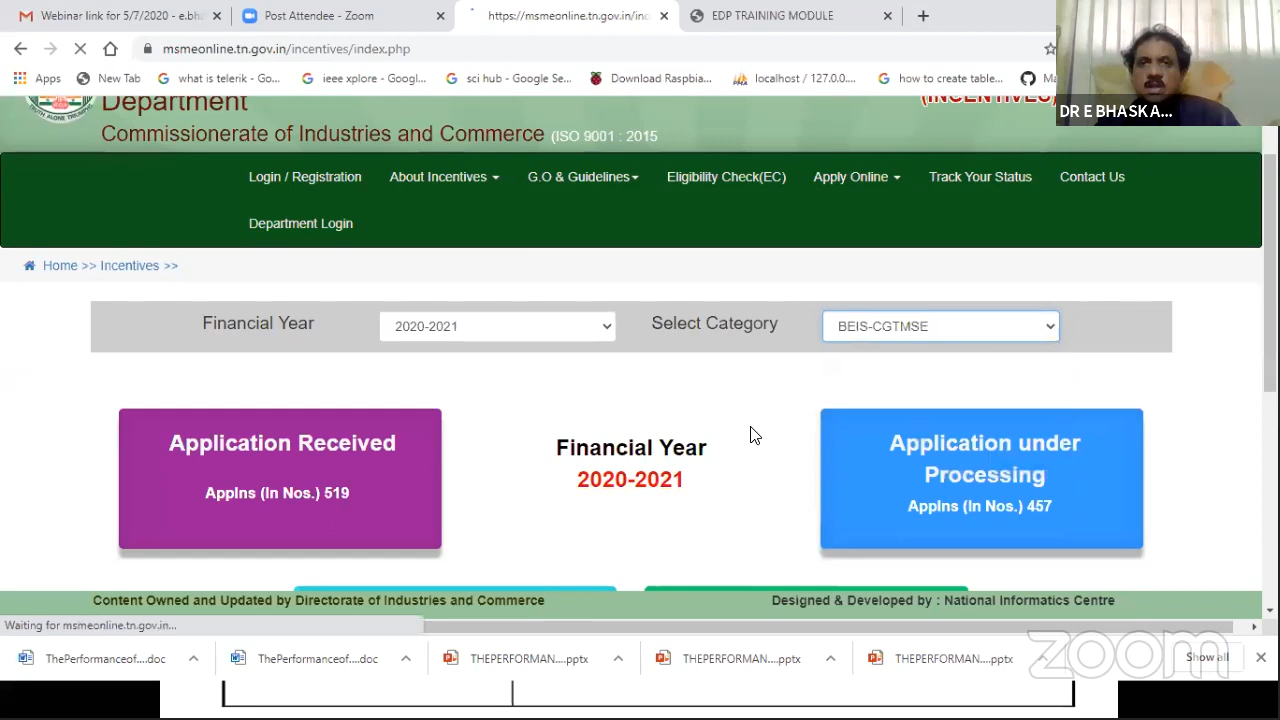 Webinar link for 5/7/2020 - e.bha
Post Attendee - Zoom
https://msmeonline.tn.gov.in/inc
EDP TRAINING MODULE
msmeonline.tn.gov.in/incentives/index.php
Apps
New Tab
what is telerik - Go...
ieee xplore - Googl...
sci hub - Google Se...
Download Raspbia...
localhost / 127.0.0....
how to create table...
Department
(INCENTIVES)
DR E BHASK A...
Commissionerate of Industries and Commerce (ISO 9001 : 2015
Login / Registration
About Incentives
G.O & Guidelines
Eligibility Check(EC)
Apply Online
Track Your Status
Contact Us
Department Login
Home >> Incentives >>
Financial Year
2020-2021
Select Category
BEIS-CGTMSE
Application Received
Applns (In Nos.) 519
Financial Year
2020-2021
Application under
Processing
Applns (In Nos.) 457
Content Owned and Updated by Directorate of Industries and Commerce
Designed & Developed by : National Informatics Centre
Waiting for msmeonline.tn.gov.in...
zoom
ThePerformanceof....doc
ThePerformanceof....doc
THEPERFORMAN....pptx
THEPERFORMAN....pptx
THEPERFORMAN....pptx
Show all